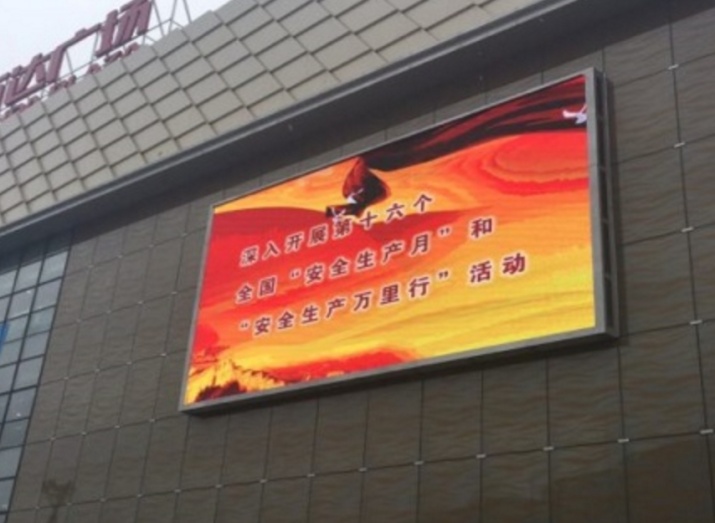 达广场
深入开展第十六个
全国“安全生产月”和
“安全生产万里行”活动